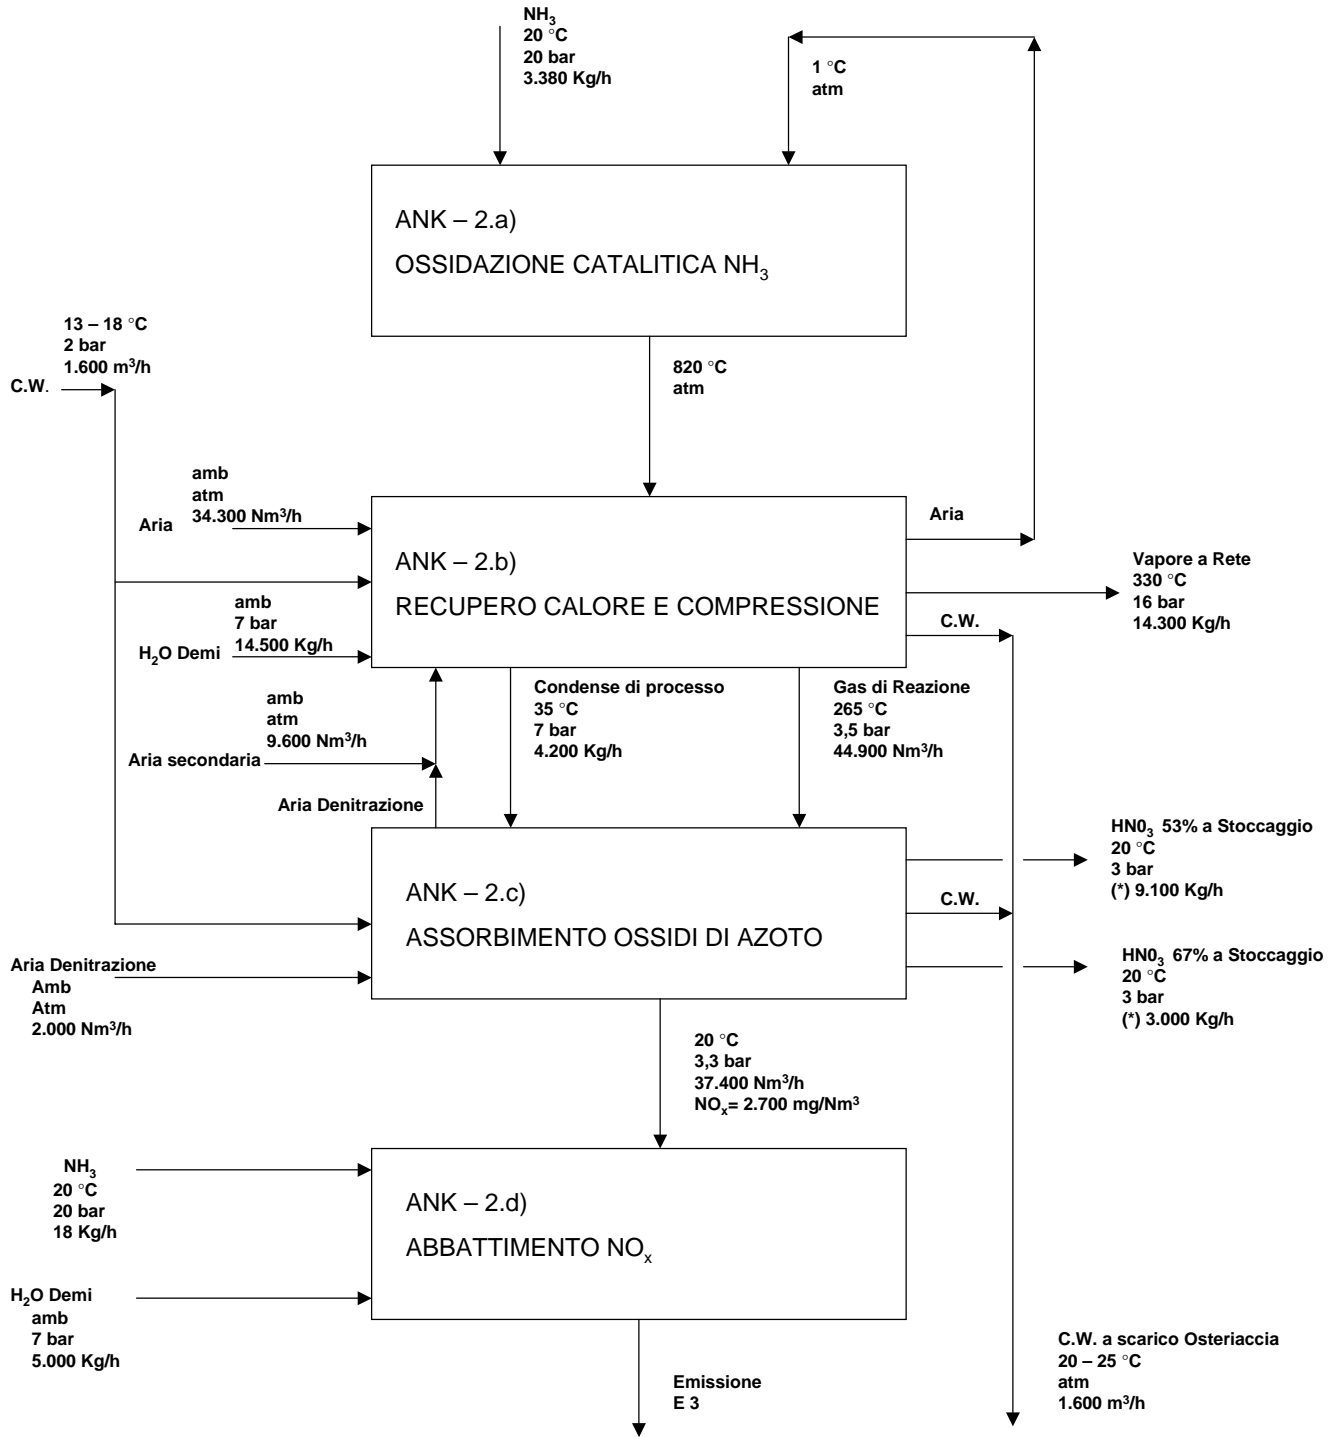 NH3
20 °C
20 bar
3.380 Kg/h
1 °C
atm
ANK – 2.a)
OSSIDAZIONE CATALITICA NH3
13 – 18 °C
2 bar
1.600 m3/h
C.W.
820 °C
atm
amb
atm
34.300 Nm3/h
Aria
Aria
ANK – 2.b)
RECUPERO CALORE E COMPRESSIONE
Vapore a Rete
330 °C
16 bar
14.300 Kg/h
amb
7 bar
14.500 Kg/h
H2O Demi
C.W.
Condense di processo
35 °C
7 bar
4.200 Kg/h
Gas di Reazione
265 °C
3,5 bar
44.900 Nm3/h
amb
atm
9.600 Nm3/h
Aria secondaria
Aria Denitrazione
HN03 53% a Stoccaggio
20 °C
3 bar
(*) 9.100 Kg/h
ANK – 2.c)
ASSORBIMENTO OSSIDI DI AZOTO
C.W.
Aria Denitrazione
Amb
Atm
2.000 Nm3/h
HN03 67% a Stoccaggio
20 °C
3 bar
(*) 3.000 Kg/h
20 °C
3,3 bar
37.400 Nm3/h
NOx= 2.700 mg/Nm3
NH3
20 °C
20 bar
18 Kg/h
ANK – 2.d)
ABBATTIMENTO NOx
H2O Demi
amb
7 bar
5.000 Kg/h
C.W. a scarico Osteriaccia
20 – 25 °C
atm
1.600 m3/h
Emissione
E 3